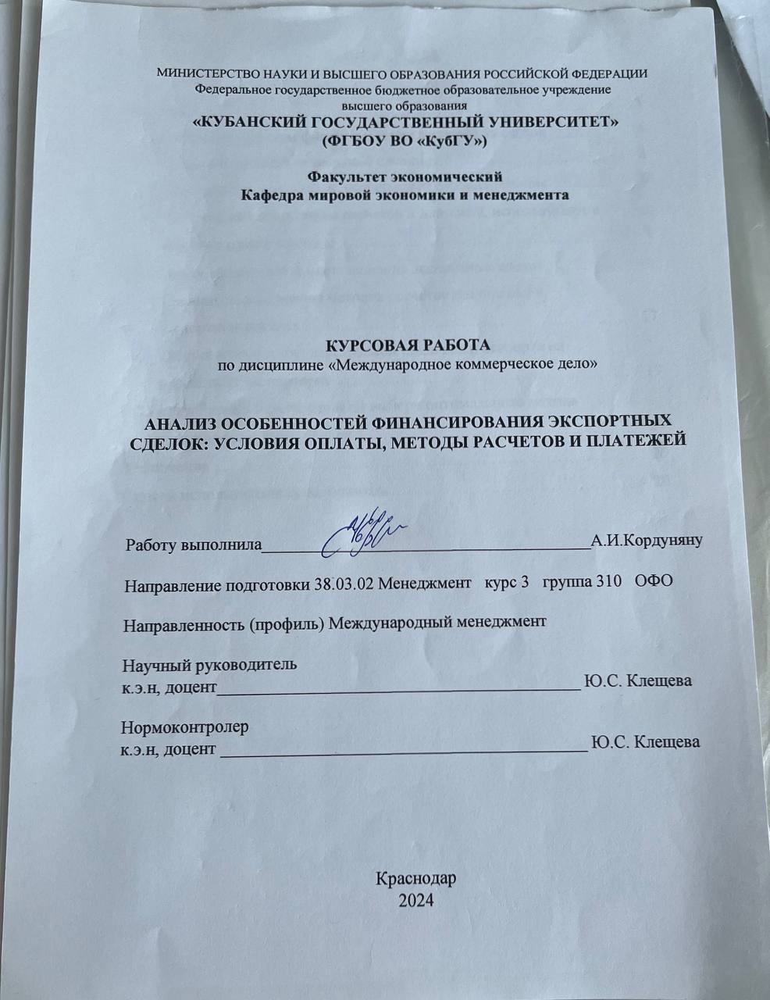 МИНИСТЕРСТВО НАУКИ И ВЫСШЕГО ОБРАЗОВАНИЯ РОССИЙСКОЙ ФЕДЕРАЦИИ
Федеральное государственное бюджетное образовательное учреждение
высшего образования
«КУБАНСКИЙ ГОСУДАРСТВЕННЫЙ УНИВЕРСИТЕТ»
(ФГБОУ ВО «КубГУ»)
Факультет экономический
Кафедра мировой экономики и менеджмента
КУРСОВАЯ РАБОТА
по дисциплине «Международное коммерческое дело»
АНАЛИЗ ОСОБЕННОСТЕЙ ФИНАНСИРОВАНИЯ ЭКСПОРТНЫХ
СДЕЛОК: УСЛОВИЯ ОПЛАТЫ, МЕТОДЫ РАСЧЕТОВ И ПЛАТЕЖЕЙ
Работу выполнила А.И.Кордуняну
Направление подготовки 38.03.02 Менеджмент курс 3 группа 310 ОФО
Направленность (профиль) Международный менеджмент
Научный руководитель
к.э.н, доцент Ю.С. Клещева
Нормоконтролер
к.э.н, доцент Ю.С. Клещева
Краснодар
2024